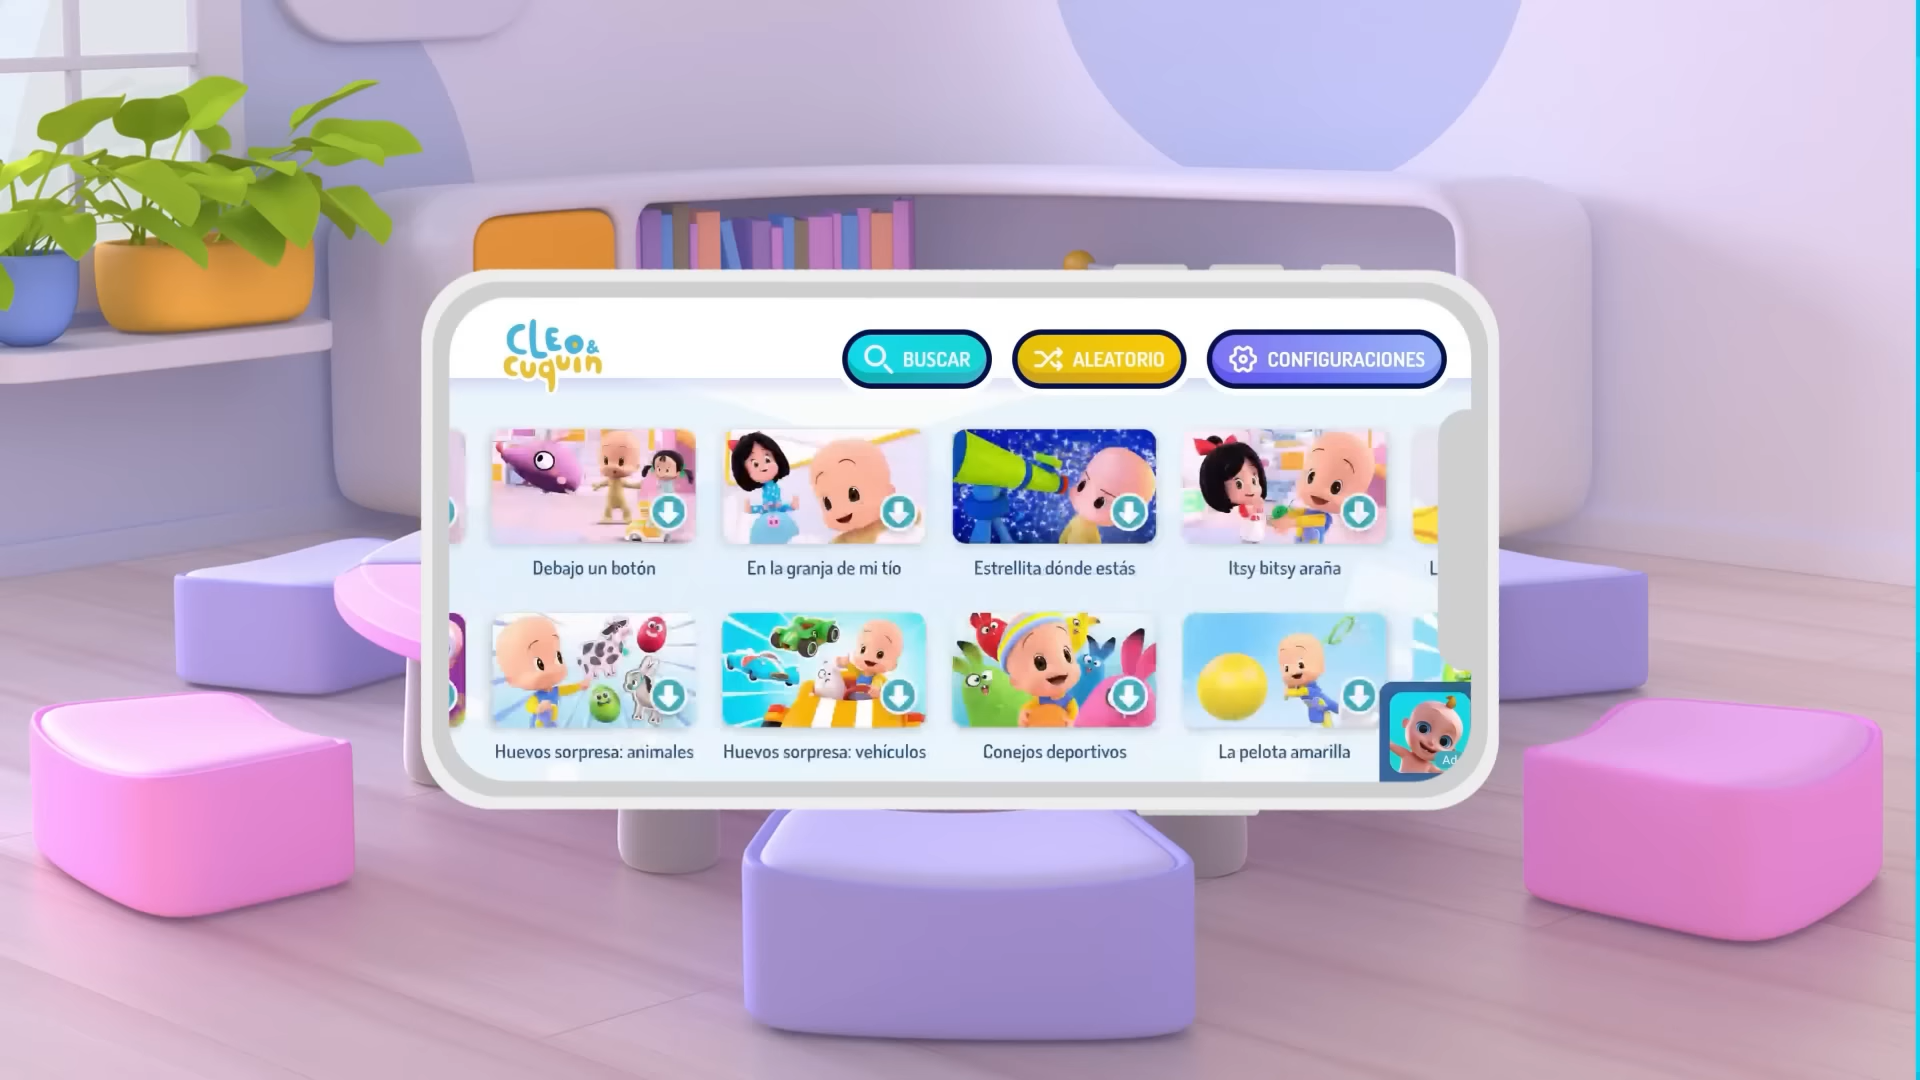 CLEO &
CUQUIN
BUSCAR
ALEATORIO
CONFIGURACIONES
Debajo un botón
En la granja de mi tío
Estrellita dónde estás
Itsy bitsy araña
L
Huevos sorpresa: animales
Huevos sorpresa: vehículos
Conejos deportivos
La pelota amarilla
Ad